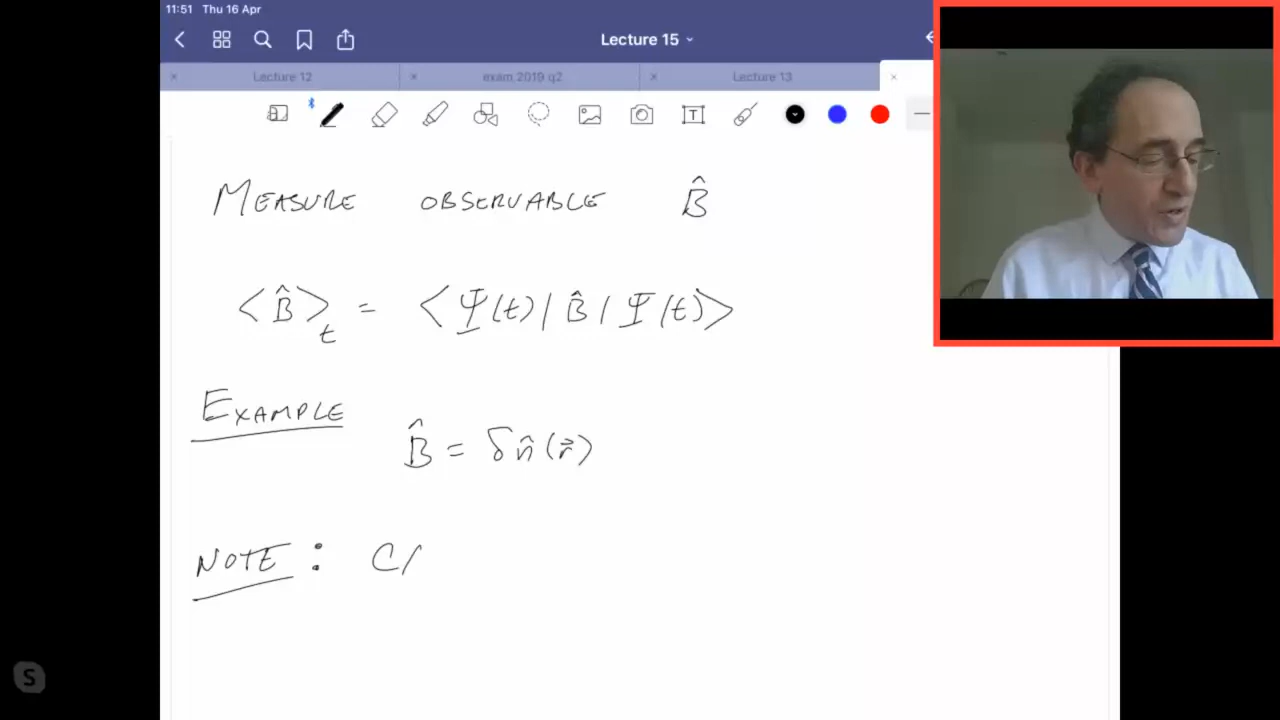 11:51 Thu 16 Apr
Lecture 15
Lecture 12 exam 2019 q2 Lecture 13
T
MEASURE OBSERVABLE B̂
⟨B̂⟩_t = ⟨Ψ(t)|B̂|Ψ(t)⟩
EXAMPLE
B̂ = δn̂(r⃗)
NOTE :
S